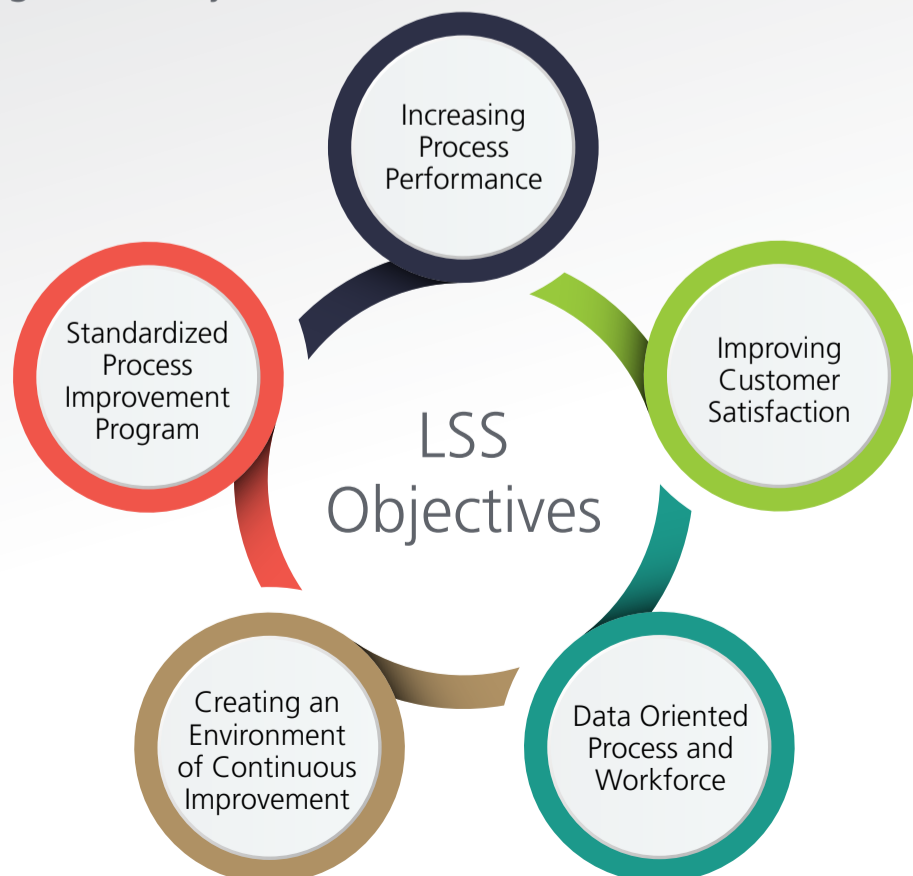 Increasing
Process
Performance
Improving
Customer
Satisfaction
Data Oriented
Process and
Workforce
Creating an
Environment
of Continuous
Improvement
Standardized
Process
Improvement
Program
LSS
Objectives